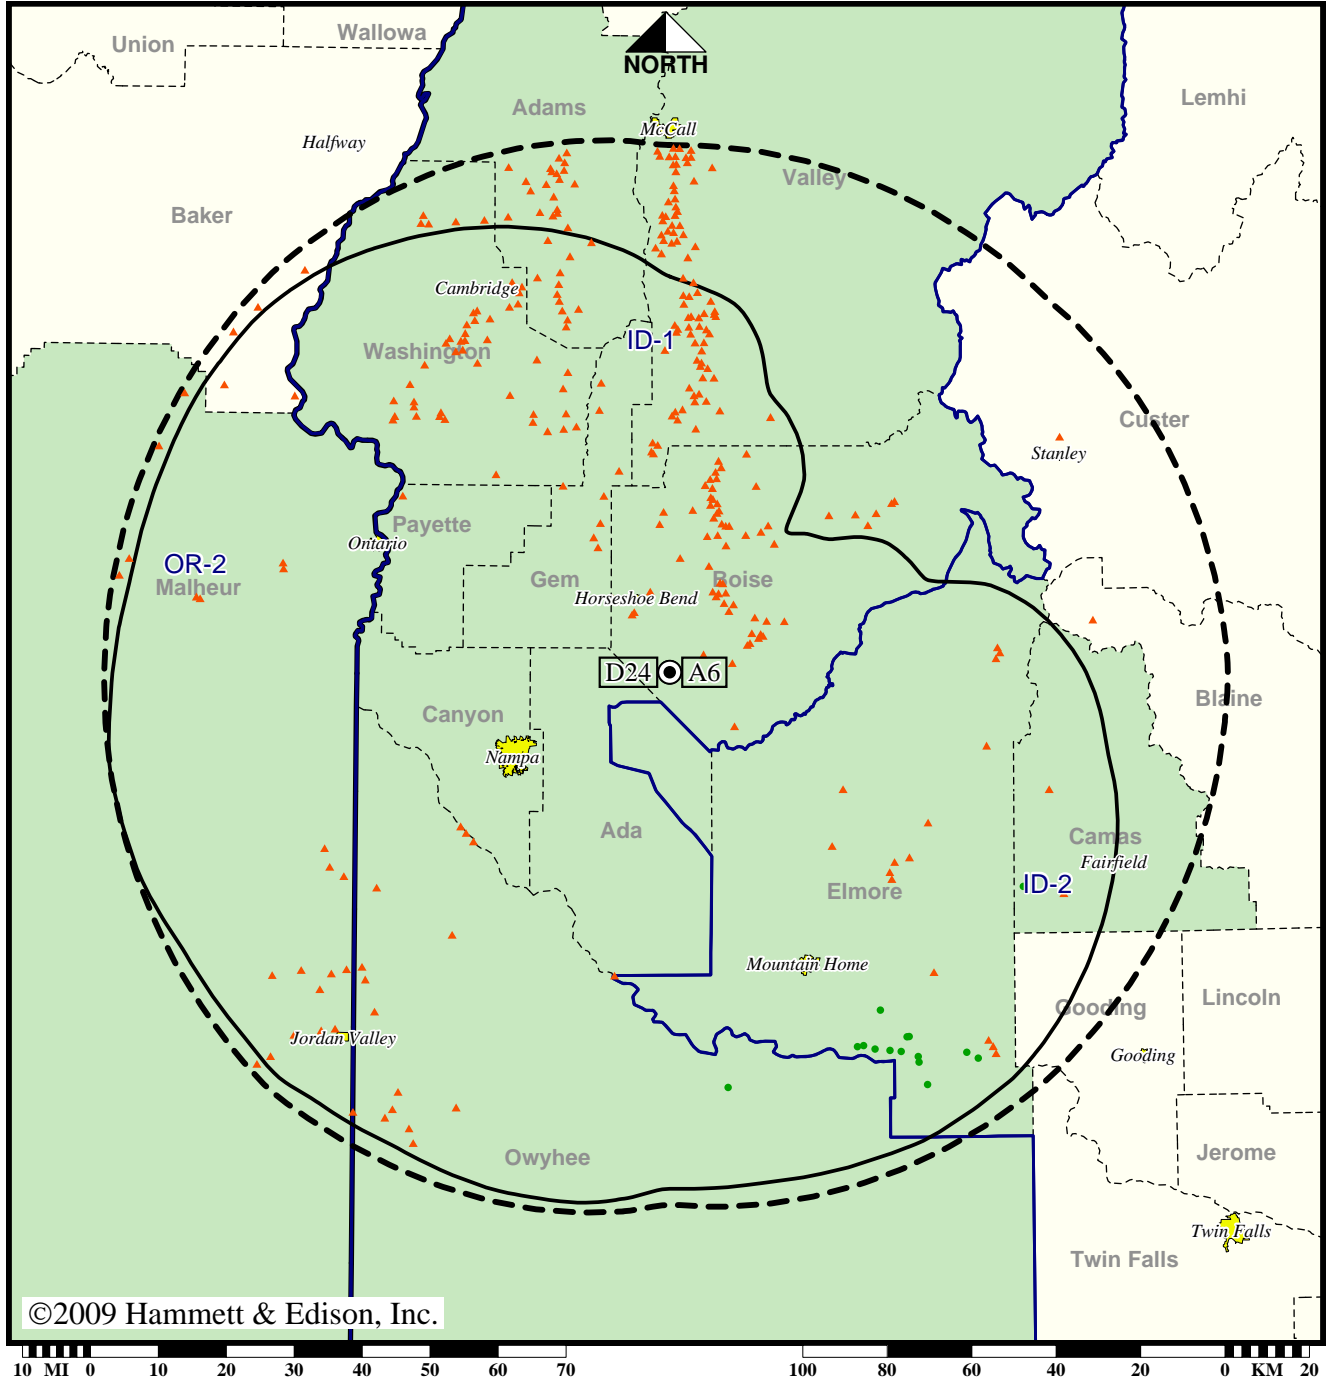 Wallowa
Union
NORTH
Lemhi
Adams
McCall
Halfway
Valley
Baker
Cambridge
ID-1
Washington
Custer
Stanley
Payette
Ontario
OR-2
Malheur
Gem
Boise
Horseshoe Bend
D24 A6
Blaine
Canyon
Nampa
Ada
Camas
Fairfield
ID-2
Elmore
Mountain Home
Lincoln
Gooding
Jordan Valley
Gooding
Jerome
Owyhee
Twin Falls
Twin Falls
©2009 Hammett & Edison, Inc.
10 MI 0 10 20 30 40 50 60 70 100 80 60 40 20 0 KM 20